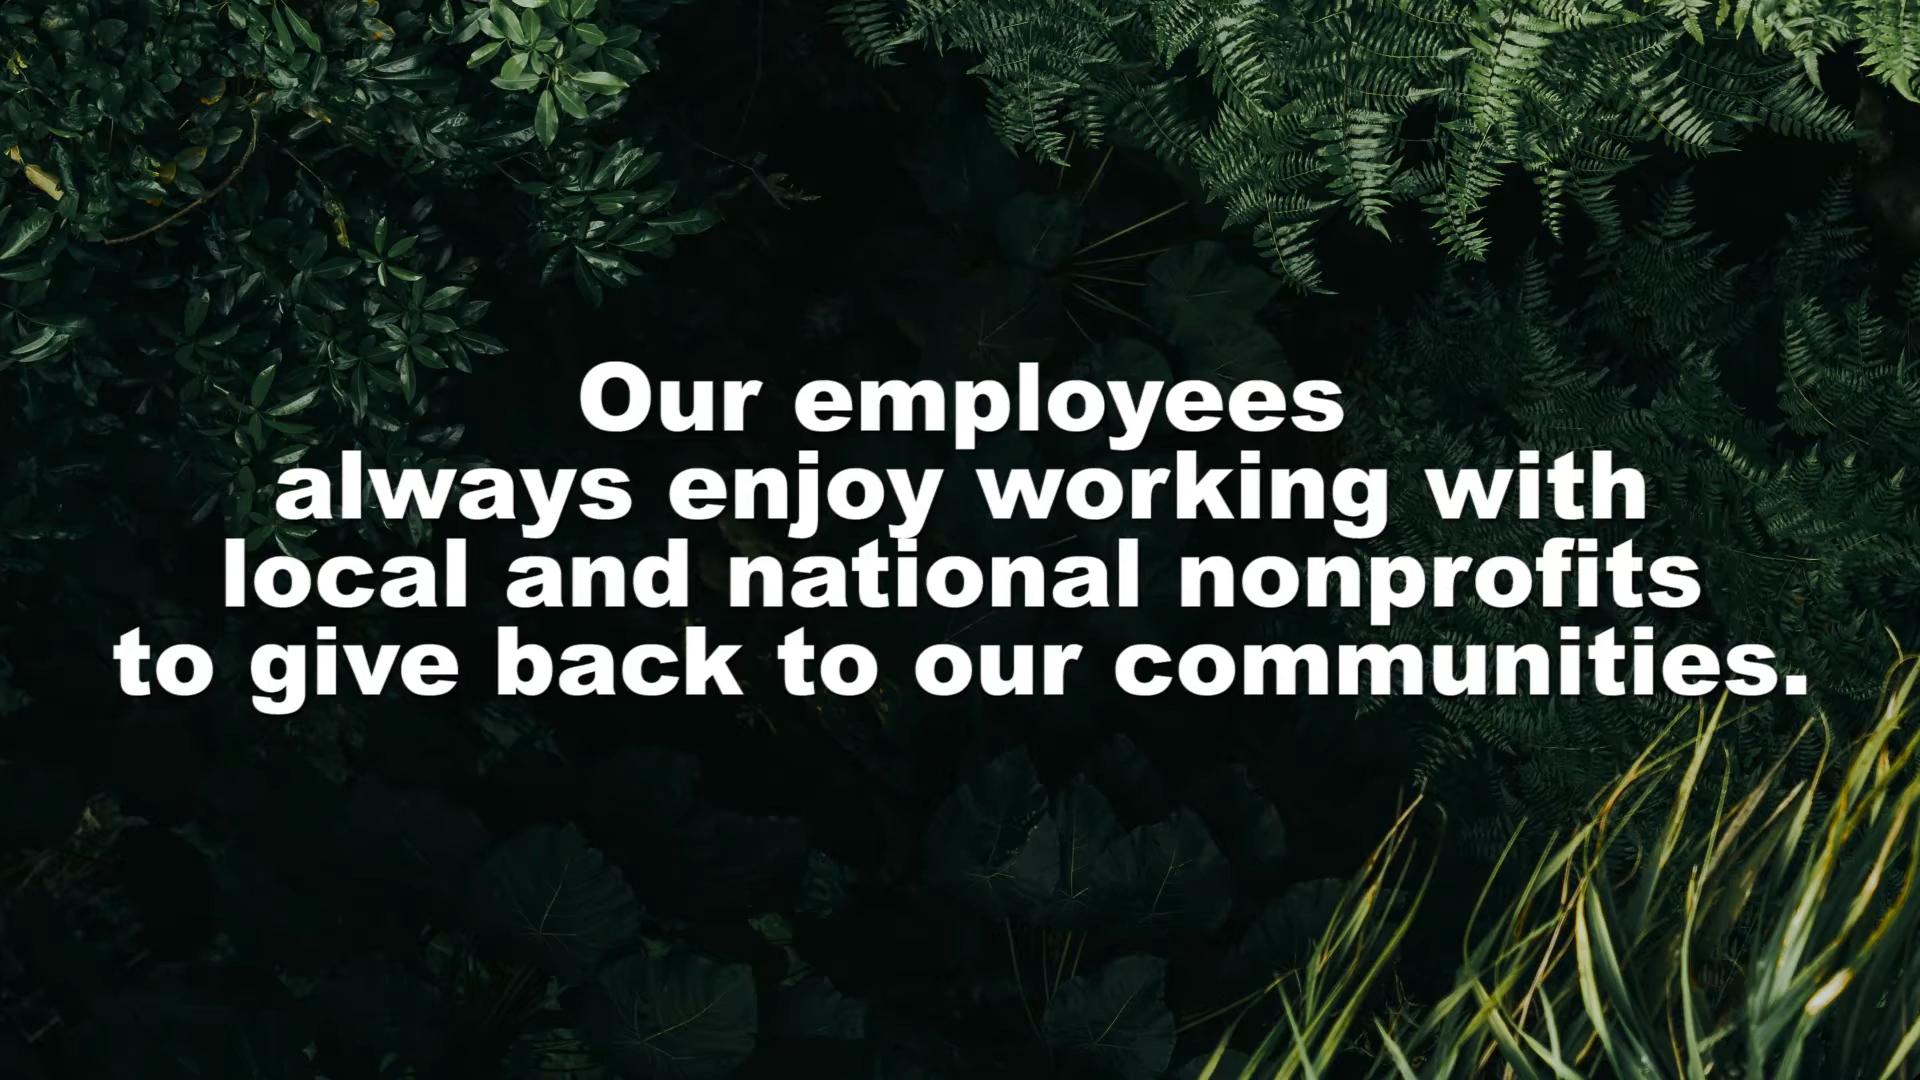 Our employees
always enjoy working with
local and national nonprofits
to give back to our communities.